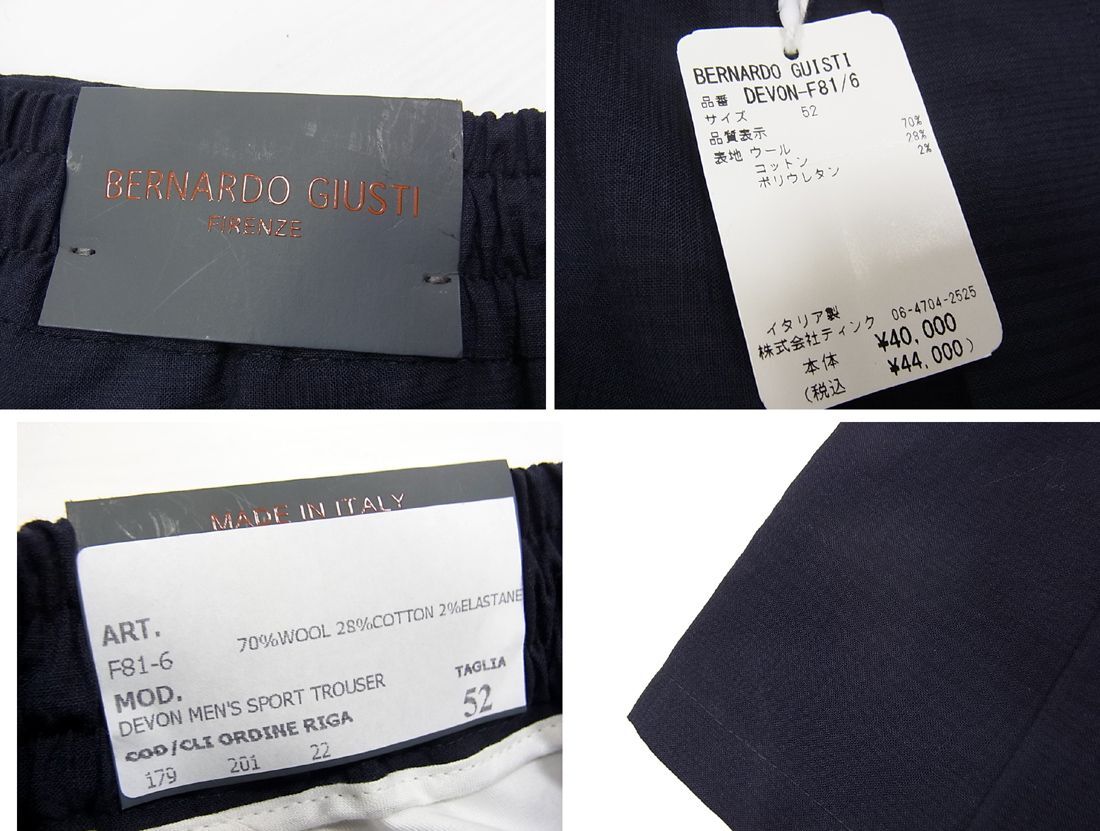 BERNARDO GIUSTI
FIRENZE
BERNARDO GUISTI
品番 DEVON-F81/6
サイズ 52
品質表示
表地 ウール 70%
コットン 28%
ポリウレタン 2%
イタリア製
株式会社ティンク 06-4704-2525
本体 ¥40,000
(税込 ¥44,000)
MADE IN ITALY
ART.
F81-6 70%WOOL 28%COTTON 2%ELASTANE
MOD. TAGLIA
DEVON MEN'S SPORT TROUSER 52
COD/CLI ORDINE RIGA
179 201 22